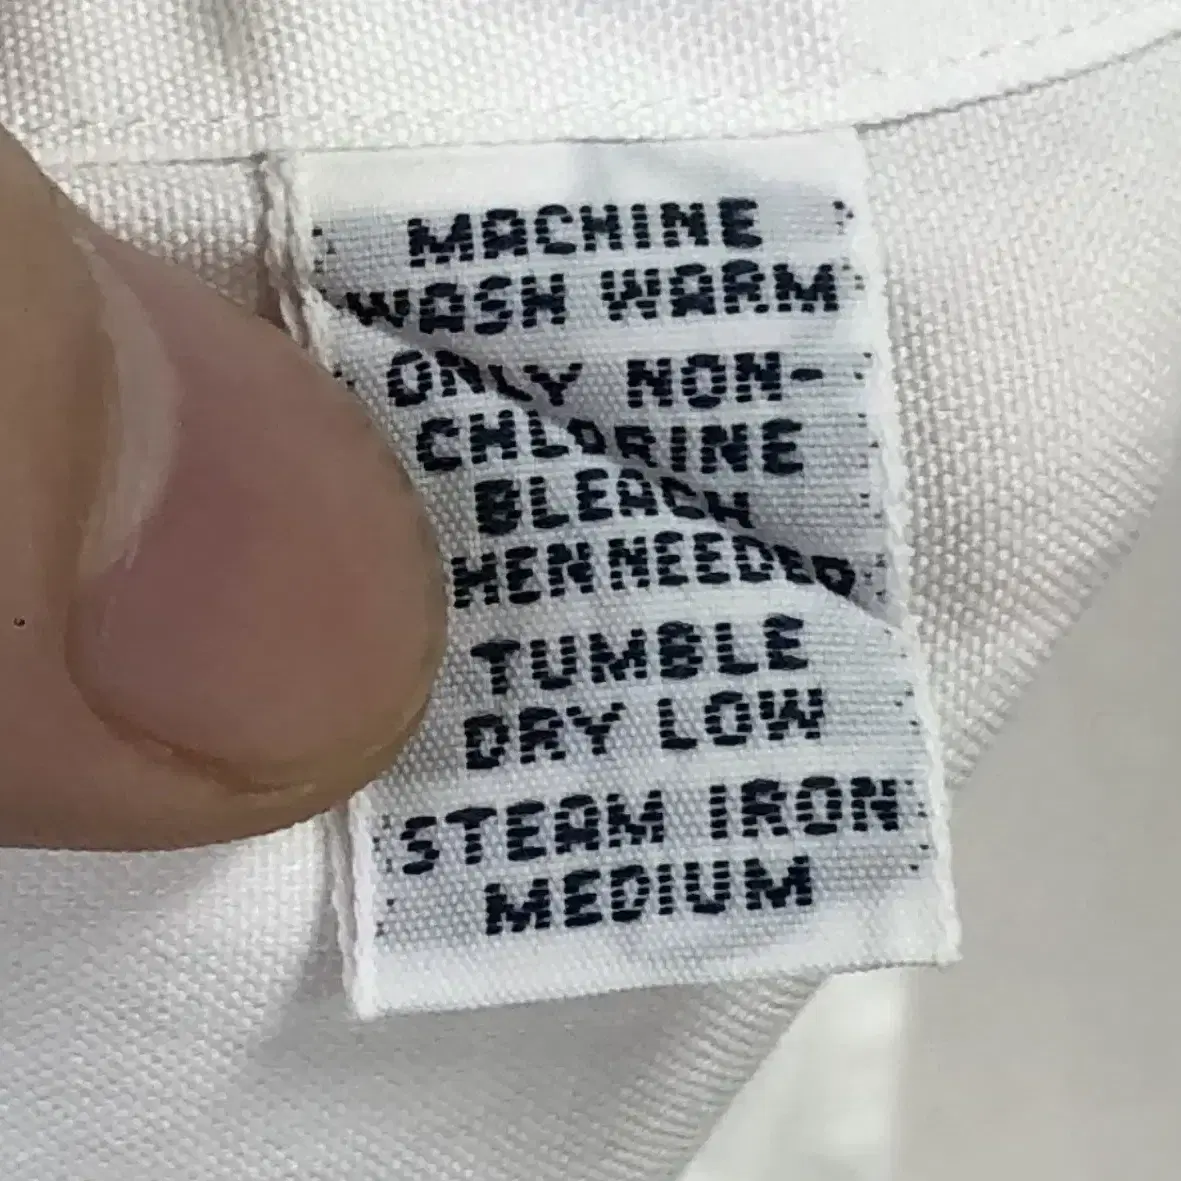 MACHINE
WASH WARM
ONLY NON-
CHLORINE
BLEACH
HEN NEEDED
TUMBLE
DRY LOW
STEAM IRON
MEDIUM